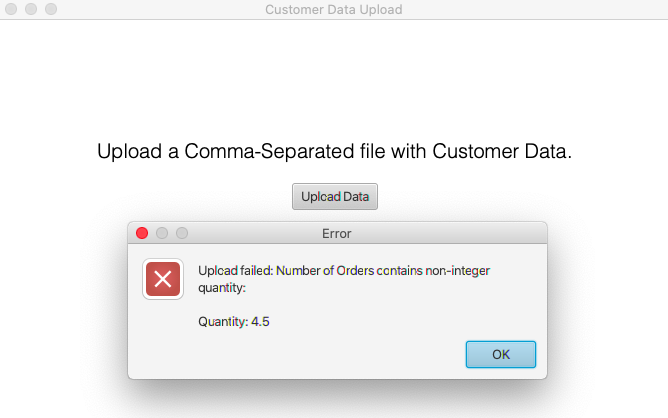 Customer Data Upload
Upload a Comma-Separated file with Customer Data.
Upload Data
Error
Upload failed: Number of Orders contains non-integer
quantity:
Quantity: 4.5
OK